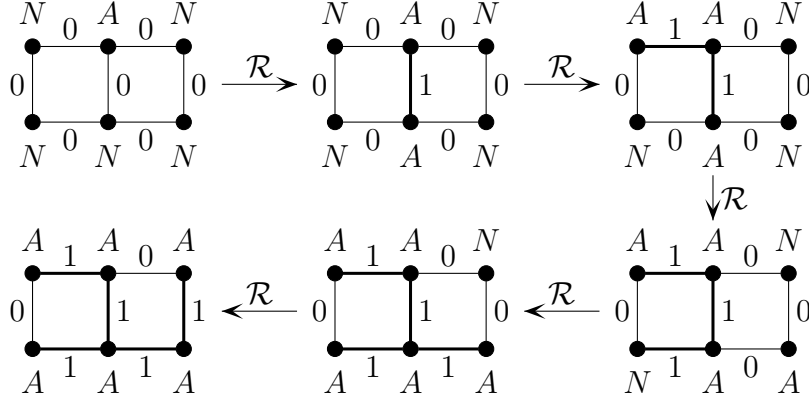 N A N N A N A A N
0 0 0 0 1 0
0 0 0 ℛ 0 1 0 ℛ 0 1 0
0 0 0 0 0 0
N N N N A N N A N
ℛ
A A A A A N A A N
1 0 1 0 1 0
0 1 1 ℛ 0 1 0 ℛ 0 1 0
1 1 1 1 1 0
A A A A A A N A A